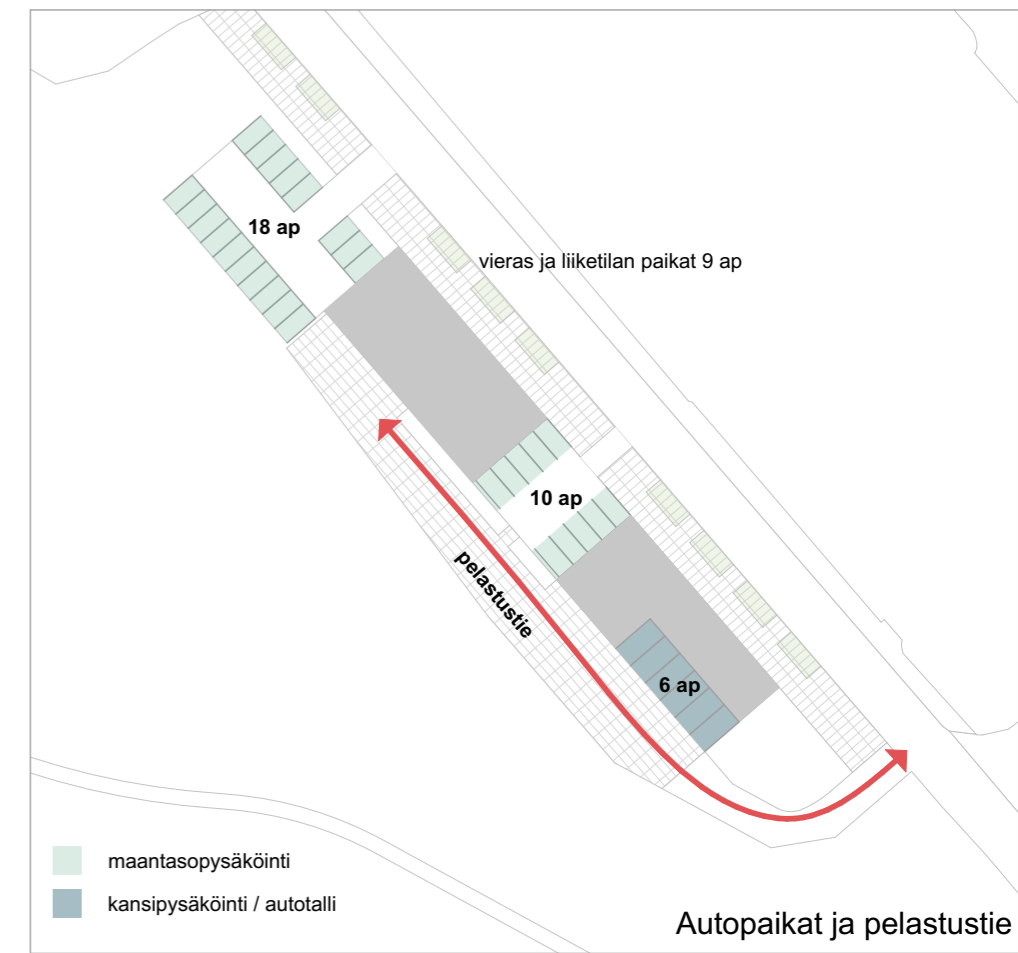 18 ap
vieras ja liiketilan paikat 9 ap
10 ap
pelastustie
6 ap
maantasopysäköinti
kansipysäköinti / autotalli
Autopaikat ja pelastustie